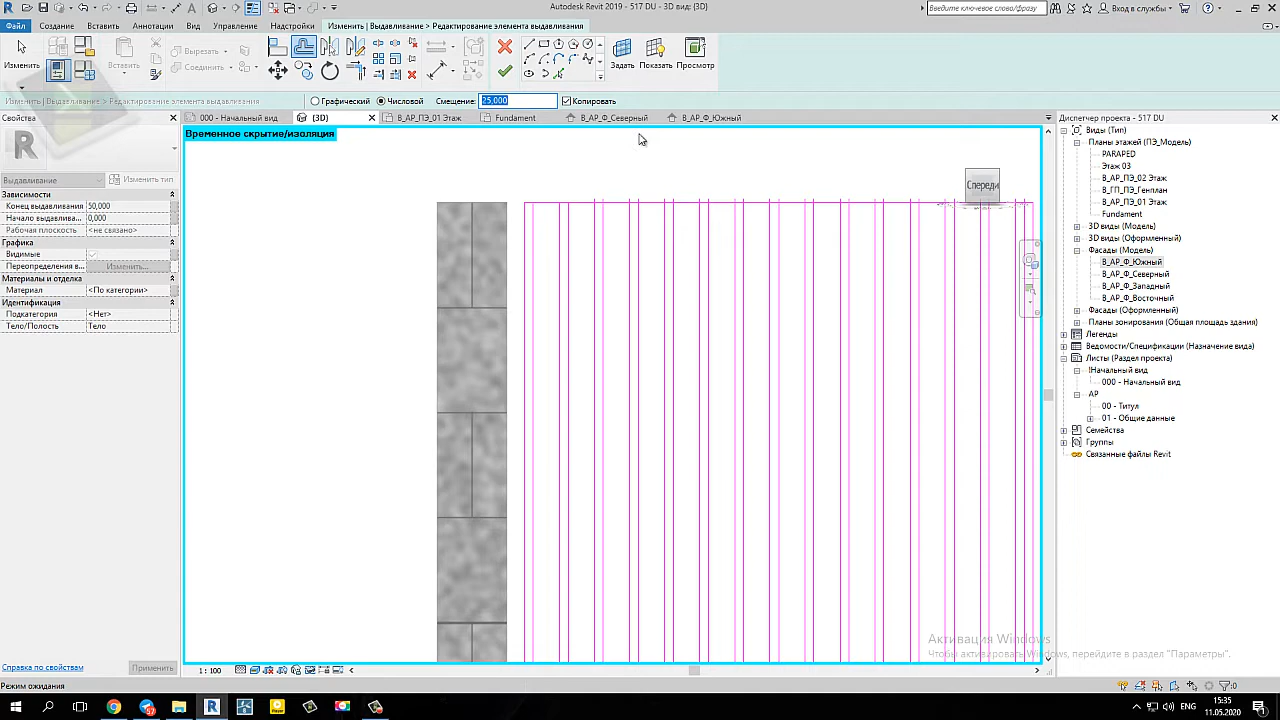 Autodesk Revit 2019 - 517 DU - 3D вид: {3D}
Введите ключевое слово/фразу
Вход в службы
Файл
Создание
Вставить
Аннотации
Вид
Управление
Надстройки
Изменить | Выдавливание > Редактирование элемента выдавливания
Изменить
Вставить
Вырезать
Соединить
Задать
Показать
Просмотр
Изменить | Выдавливание > Редактирование элемента выдавливания
Графический
Числовой
Смещение:
25,000
Копировать
Свойства
000 - Начальный вид
{3D}
В_АР_ПЭ_01 Этаж
Fundament
В_АР_Ф_Северный
В_АР_Ф_Южный
Диспетчер проекта - 517 DU
Временное скрытие/изоляция
Спереди
Выдавливание
Изменить тип
Зависимости
Конец выдавливания 50,000
Начало выдавлива... 0,000
Рабочая плоскость <не связано>
Графика
Видимые
Переопределения в... Изменить...
Материалы и отделка
Материал <По категории>
Идентификация
Подкатегория <Нет>
Тело/Полость Тело
Справка по свойствам
Применить
Виды (Тип)
Планы этажей (ПЭ_Модель)
PARAPED
Этаж 03
В_АР_ПЭ_02 Этаж
В_ГП_ПЭ_Генплан
В_АР_ПЭ_01 Этаж
Fundament
3D виды (Модель)
3D виды (Оформленный)
Фасады (Модель)
В_АР_Ф_Южный
В_АР_Ф_Северный
В_АР_Ф_Западный
В_АР_Ф_Восточный
Фасады (Оформленный)
Планы зонирования (Общая площадь здания)
Легенды
Ведомости/Спецификации (Назначение вида)
Листы (Раздел проекта)
!Начальный вид
000 - Начальный вид
АР
00 - Титул
01 - Общие данные
Семейства
Группы
Связанные файлы Revit
Активация Windows
Чтобы активировать Windows, перейдите в раздел "Параметры".
1 : 100
Режим ожидания
:0
15:35
11.05.2020